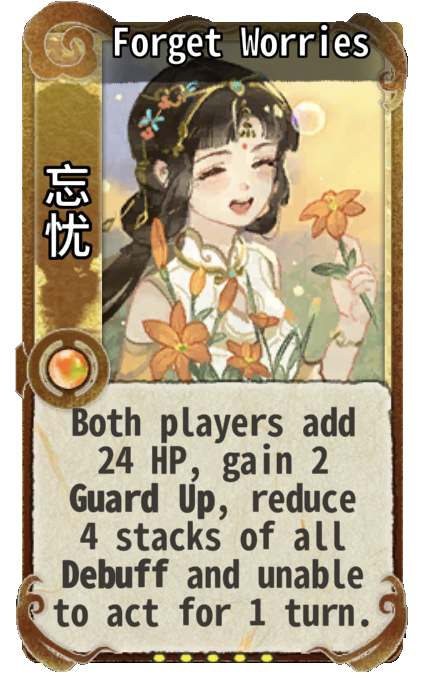 Forget Worries
忘忧
Both players add
24 HP, gain 2
Guard Up, reduce
4 stacks of all
Debuff and unable
to act for 1 turn.